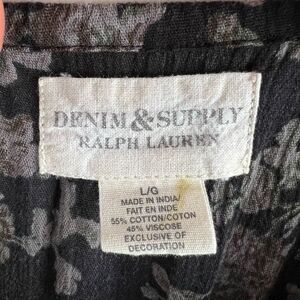 DENIM & SUPPLY
RALPH LAUREN
L/G
MADE IN INDIA/
FAIT EN INDE
55% COTTON/COTON
45% VISCOSE
EXCLUSIVE OF
DECORATION